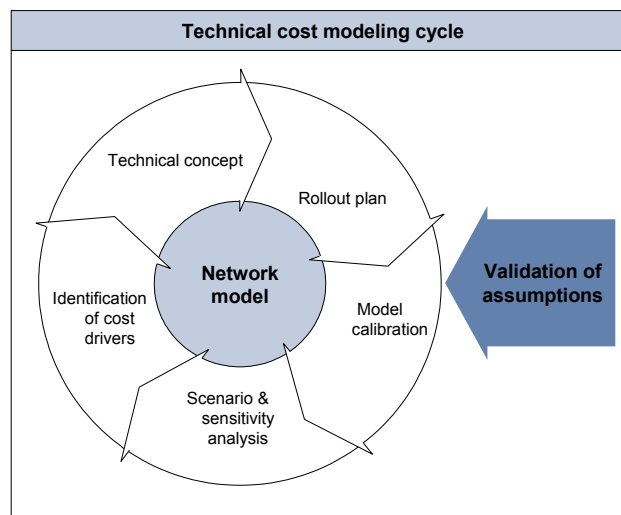 Technical cost modeling cycle
Technical concept
Rollout plan
Network
model
Validation of
assumptions
Identification
of cost
drivers
Model
calibration
Scenario &
sensitivity
analysis